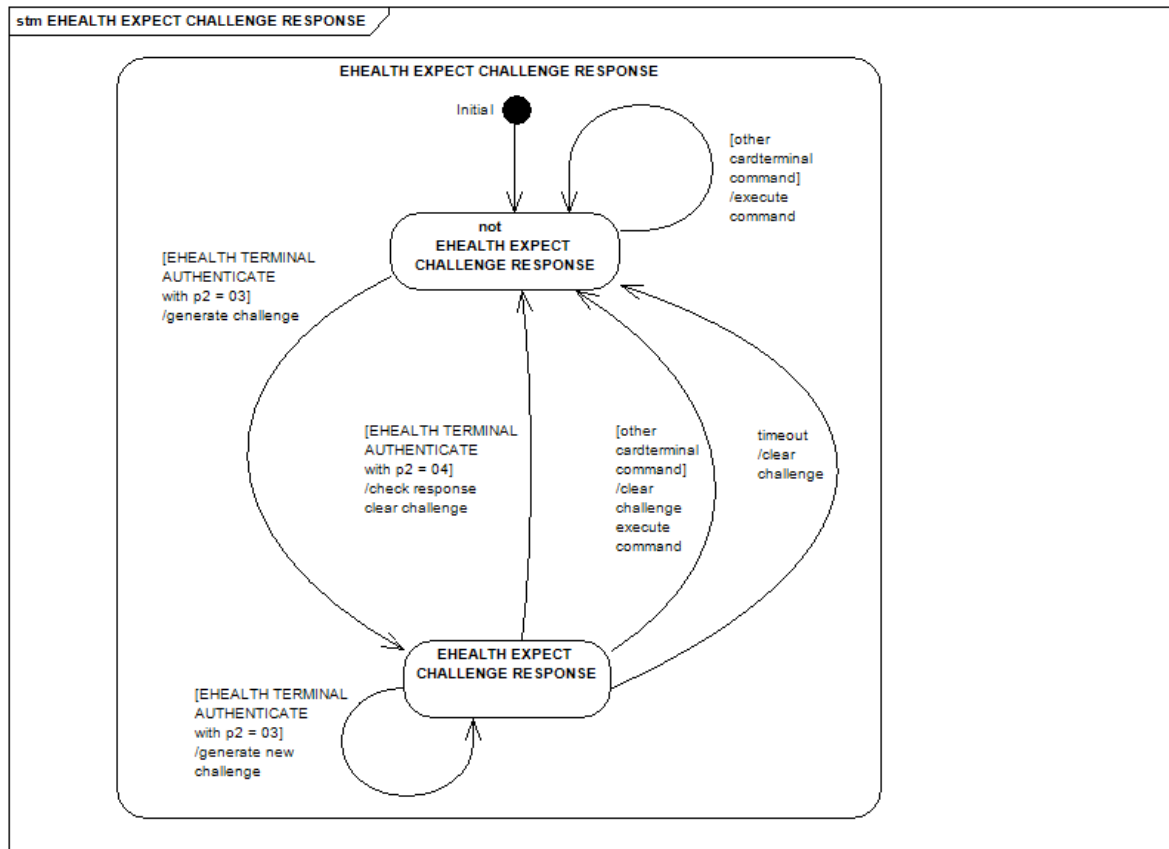 stm EHEALTH EXPECT CHALLENGE RESPONSE
EHEALTH EXPECT CHALLENGE RESPONSE
Initial
[other
cardterminal
command]
/execute
command
not
EHEALTH EXPECT
CHALLENGE RESPONSE
[EHEALTH TERMINAL
AUTHENTICATE
with p2 = 03]
/generate challenge
[EHEALTH TERMINAL
AUTHENTICATE
with p2 = 04]
/check response
clear challenge
[other
cardterminal
command]
/clear
challenge
execute
command
timeout
/clear
challenge
EHEALTH EXPECT
CHALLENGE RESPONSE
[EHEALTH TERMINAL
AUTHENTICATE
with p2 = 03]
/generate new
challenge